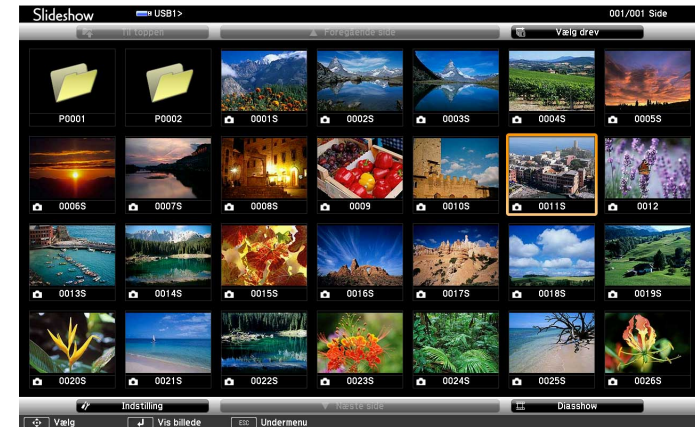 Slideshow USB1> 001/001 Side
Til toppen Foregående side Vælg drev
P0001 P0002 0001S 0002S 0003S 0004S 0005S
0006S 0007S 0008S 0009 0010S 0011S 0012
0013S 0014S 0015S 0016S 0017S 0018S 0019S
0020S 0021S 0022S 0023S 0024S 0025S 0026S
Indstilling Næste side Diasshow
Vælg Vis billede ESC Undermenu